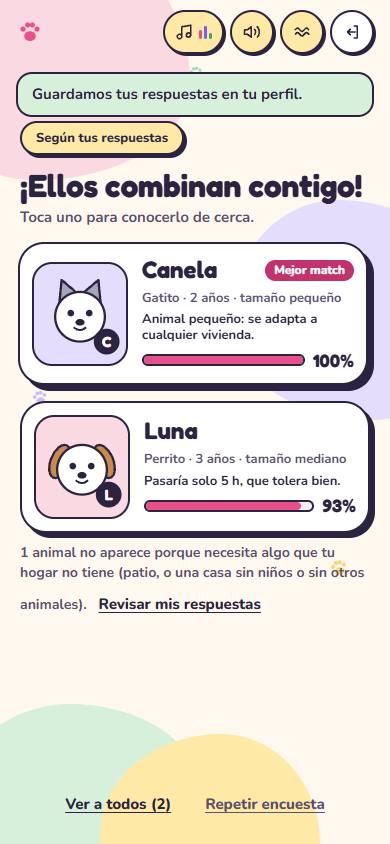 Guardamos tus respuestas en tu perfil.
Según tus respuestas
¡Ellos combinan contigo!
Toca uno para conocerlo de cerca.
Canela
Mejor match
Gatito · 2 años · tamaño pequeño
Animal pequeño: se adapta a
cualquier vivienda.
C
100%
Luna
Perrito · 3 años · tamaño mediano
Pasaría solo 5 h, que tolera bien.
L
93%
1 animal no aparece porque necesita algo que tu
hogar no tiene (patio, o una casa sin niños o sin otros
animales). Revisar mis respuestas
Ver a todos (2) Repetir encuesta